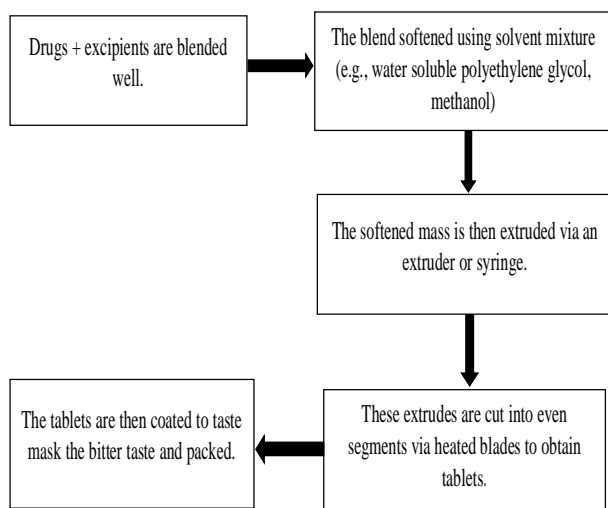 Drugs + excipients are blended
well.
The blend softened using solvent mixture
(e.g., water soluble polyethylene glycol,
methanol)
The softened mass is then extruded via an
extruder or syringe.
These extrudes are cut into even
segments via heated blades to obtain
tablets.
The tablets are then coated to taste
mask the bitter taste and packed.